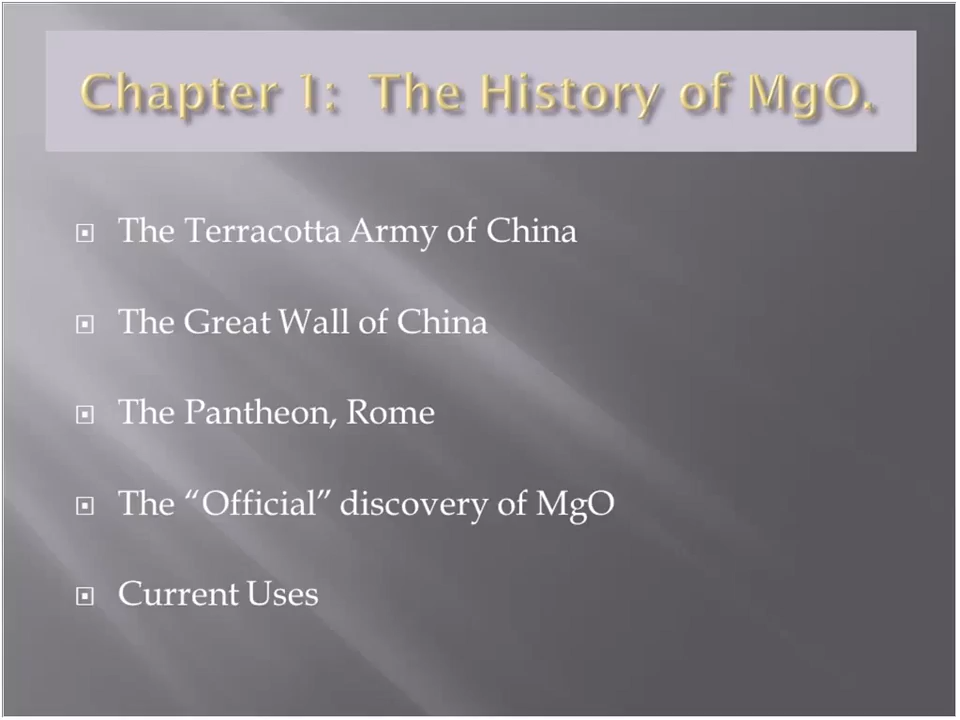 Chapter 1: The History of MgO.
The Terracotta Army of China
The Great Wall of China
The Pantheon, Rome
The “Official” discovery of MgO
Current Uses